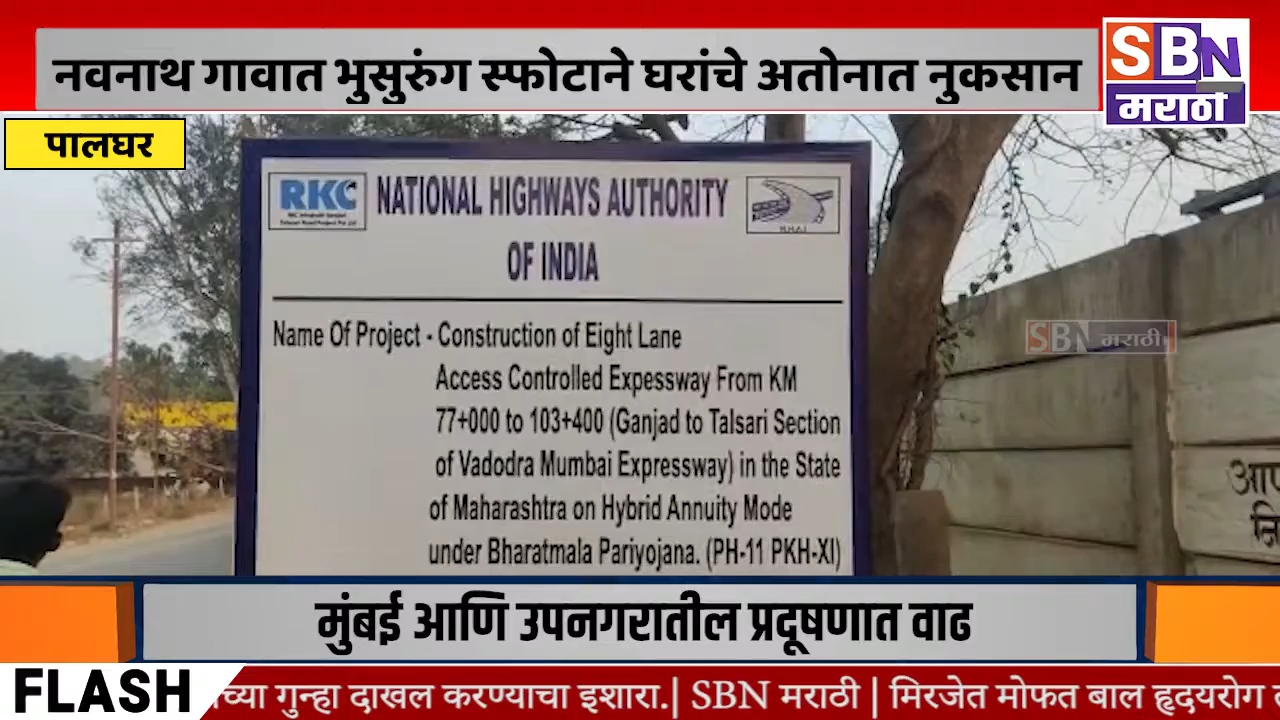 नवनाथ गावात भुसुरुंग स्फोटाने घरांचे अतोनात नुकसान
SBN
मराठी
पालघर
RKC
NATIONAL HIGHWAYS AUTHORITY
OF INDIA
Name Of Project - Construction of Eight Lane
Access Controlled Expessway From KM
77+000 to 103+400 (Ganjad to Talsari Section
of Vadodra Mumbai Expressway) in the State
of Maharashtra on Hybrid Annuity Mode
under Bharatmala Pariyojana. (PH-11 PKH-XI)
SBN मराठी
मुंबई आणि उपनगरातील प्रदूषणात वाढ
FLASH
च्या गुन्हा दाखल करण्याचा इशारा.| SBN मराठी | मिरजेत मोफत बाल हृदयरोग